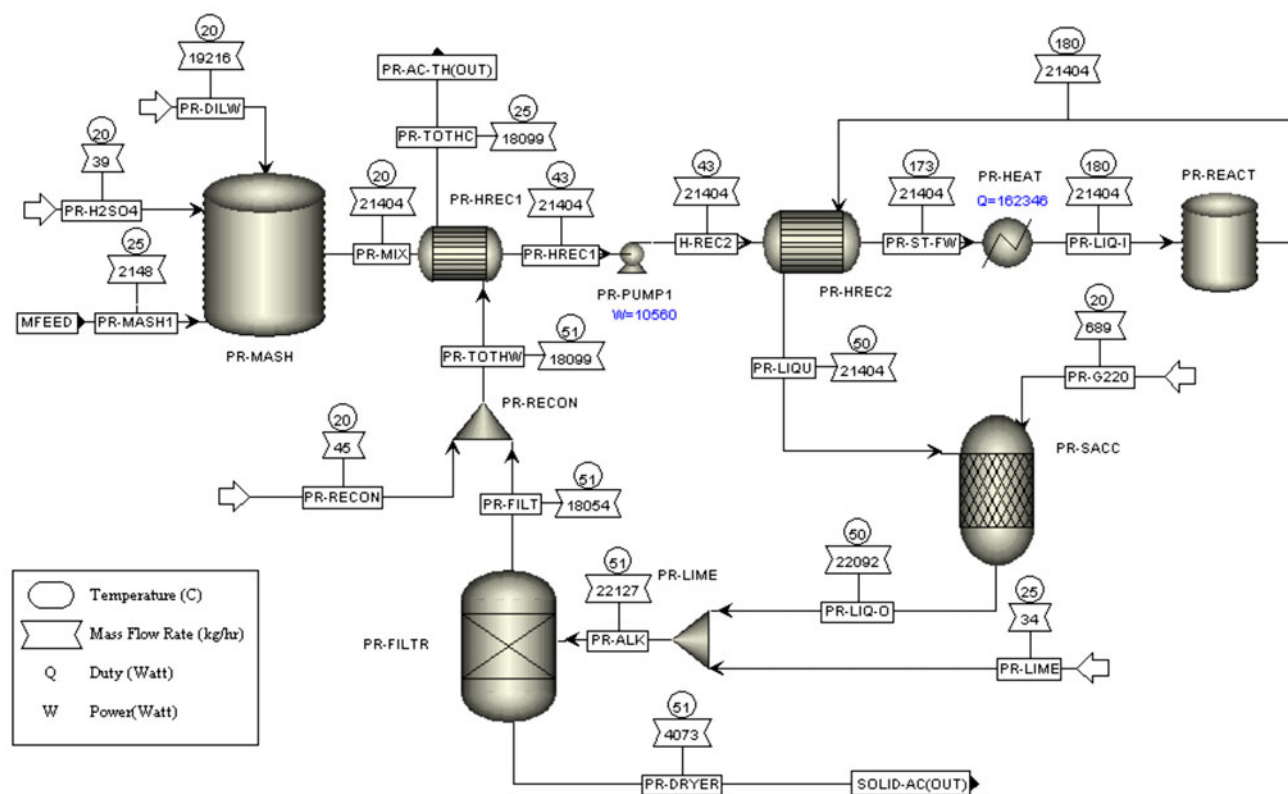 20
19216
PR-DILW
20
39
PR-H2SO4
25
2148
MFEED
PR-MASH1
PR-MASH
PR-AC-TH(OUT)
PR-TOTHC
25
18099
20
21404
PR-MIX
PR-HREC1
43
21404
PR-HREC1
PR-PUMP1
W=10560
43
21404
H-REC2
PR-HREC2
180
21404
173
21404
PR-ST-FW
PR-HEAT
Q=162346
180
21404
PR-LIQ-I
PR-REACT
PR-TOTHW
51
18099
PR-LIQU
50
21404
20
689
PR-G220
PR-SACC
PR-RECON
20
45
PR-RECON
PR-FILT
51
18054
50
22092
PR-LIQ-O
51
22127
PR-LIME
PR-ALK
25
34
PR-LIME
PR-FILTR
51
4073
PR-DRYER
SOLID-AC(OUT)
Temperature (C)
Mass Flow Rate (kg/hr)
Q Duty (Watt)
W Power(Watt)